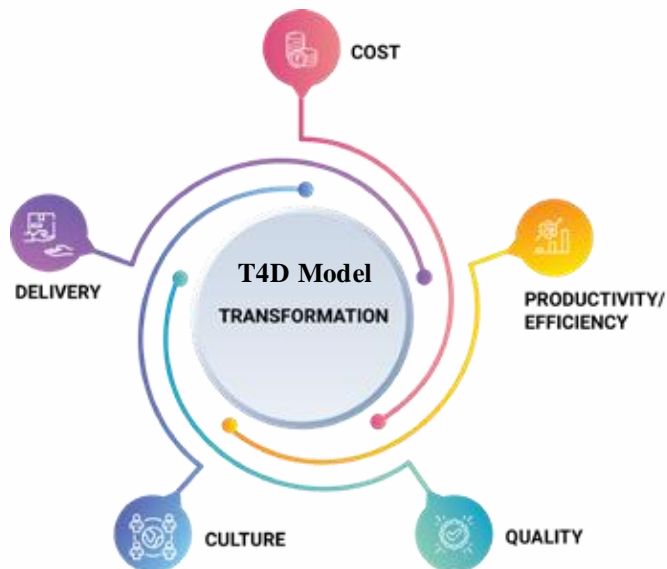 COST
T4D Model
TRANSFORMATION
DELIVERY
PRODUCTIVITY/
EFFICIENCY
CULTURE
QUALITY